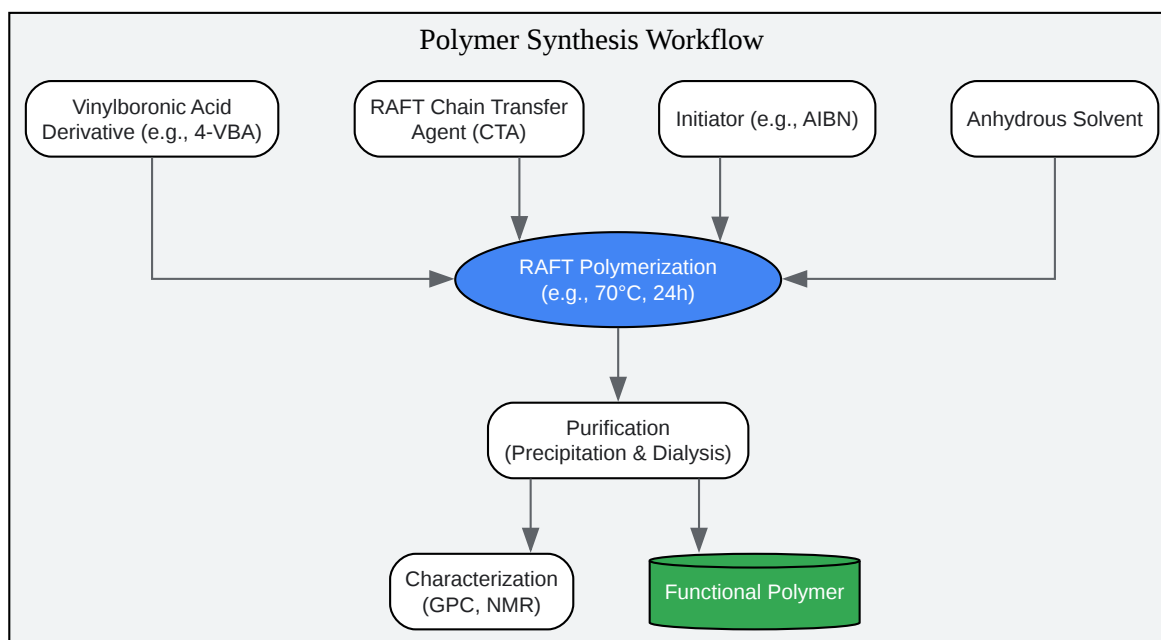 Polymer Synthesis Workflow
Vinylboronic Acid
Derivative (e.g., 4-VBA)
RAFT Chain Transfer
Agent (CTA)
Initiator (e.g., AIBN)
Anhydrous Solvent
RAFT Polymerization
(e.g., 70°C, 24h)
Purification
(Precipitation & Dialysis)
Characterization
(GPC, NMR)
Functional Polymer